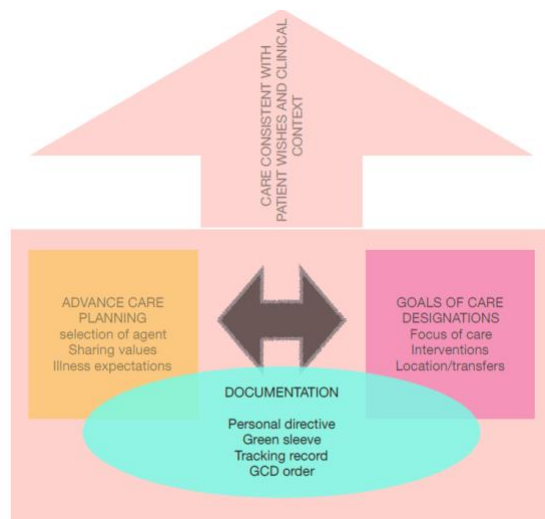 CARE CONSISTENT WITH
PATIENT WISHES AND CLINICAL
CONTEXT
ADVANCE CARE
PLANNING
selection of agent
Sharing values
Illness expectations
GOALS OF CARE
DESIGNATIONS
Focus of care
Interventions
Location/transfers
DOCUMENTATION
Personal directive
Green sleeve
Tracking record
GCD order